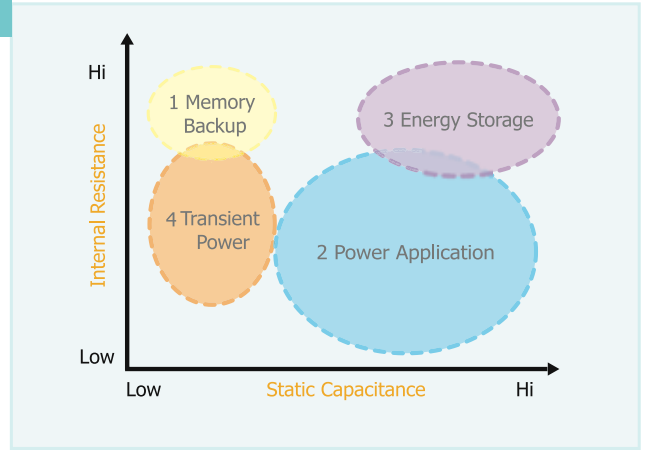 Hi
1 Memory
Backup
3 Energy Storage
Internal Resistance
4 Transient
Power
2 Power Application
Low
Low
Static Capacitance
Hi